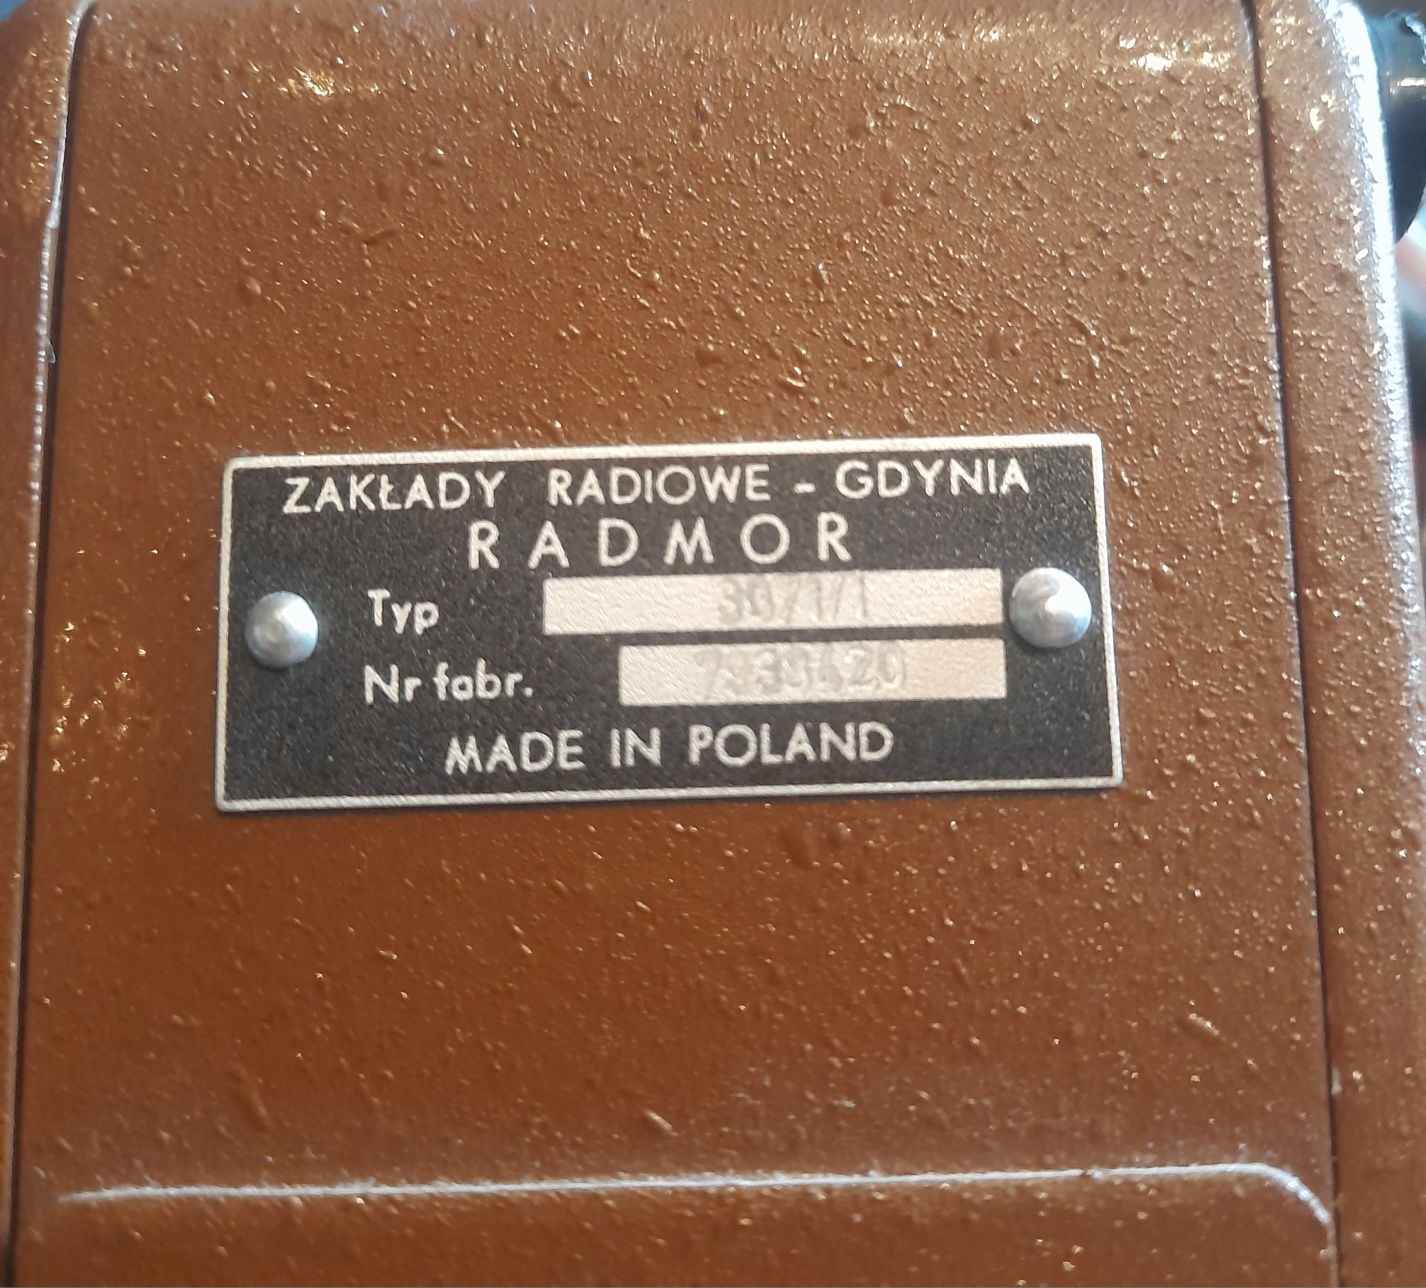 ZAKŁADY RADIOWE - GDYNIA
RADMOR
Typ
Nr fabr.
MADE IN POLAND